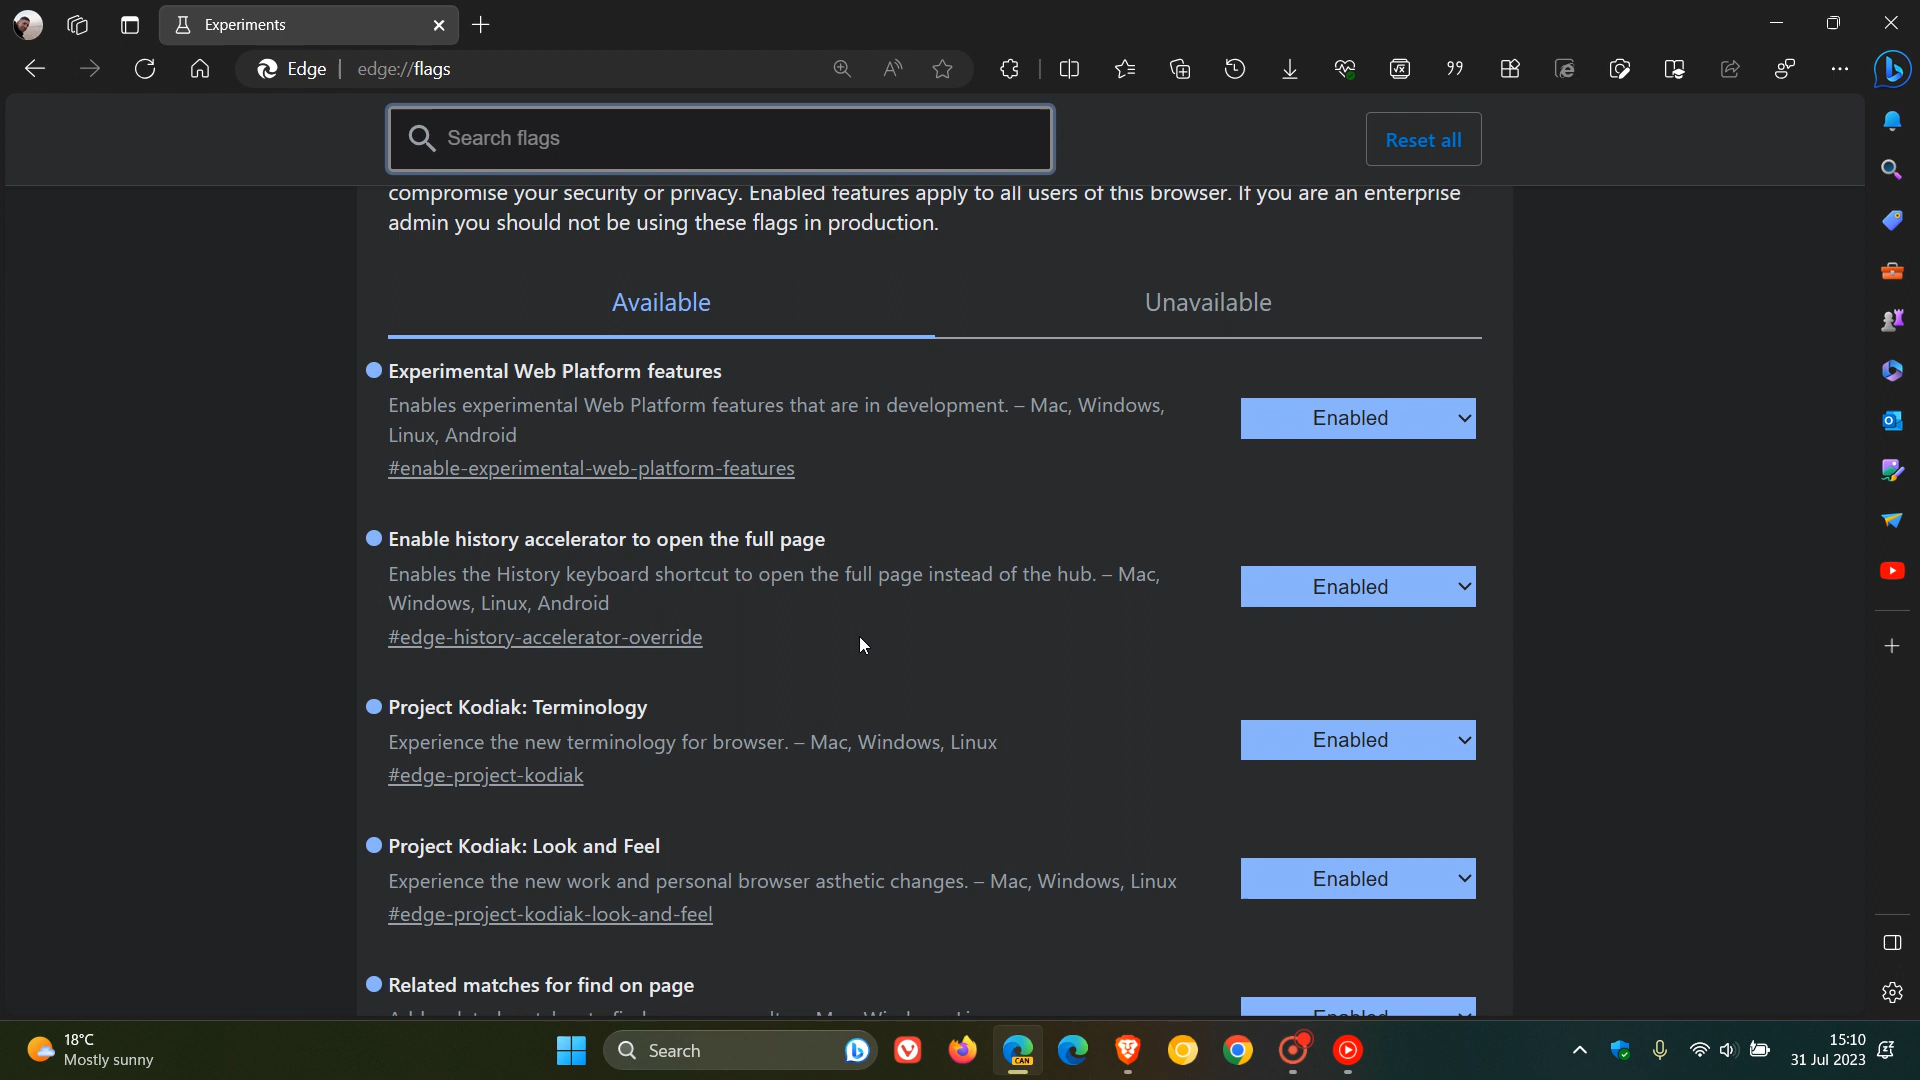 Experiments
Edge
edge://flags
Search flags
Reset all
compromise your security or privacy. Enabled features apply to all users of this browser. If you are an enterprise
admin you should not be using these flags in production.
Available
Unavailable
Experimental Web Platform features
Enables experimental Web Platform features that are in development. – Mac, Windows,
Linux, Android
#enable-experimental-web-platform-features
Enabled
Enable history accelerator to open the full page
Enables the History keyboard shortcut to open the full page instead of the hub. – Mac,
Windows, Linux, Android
#edge-history-accelerator-override
Enabled
Project Kodiak: Terminology
Experience the new terminology for browser. – Mac, Windows, Linux
#edge-project-kodiak
Enabled
Project Kodiak: Look and Feel
Experience the new work and personal browser asthetic changes. – Mac, Windows, Linux
#edge-project-kodiak-look-and-feel
Enabled
Related matches for find on page
Enabled
18°C
Mostly sunny
Search
CAN
15:10
31 Jul 2023